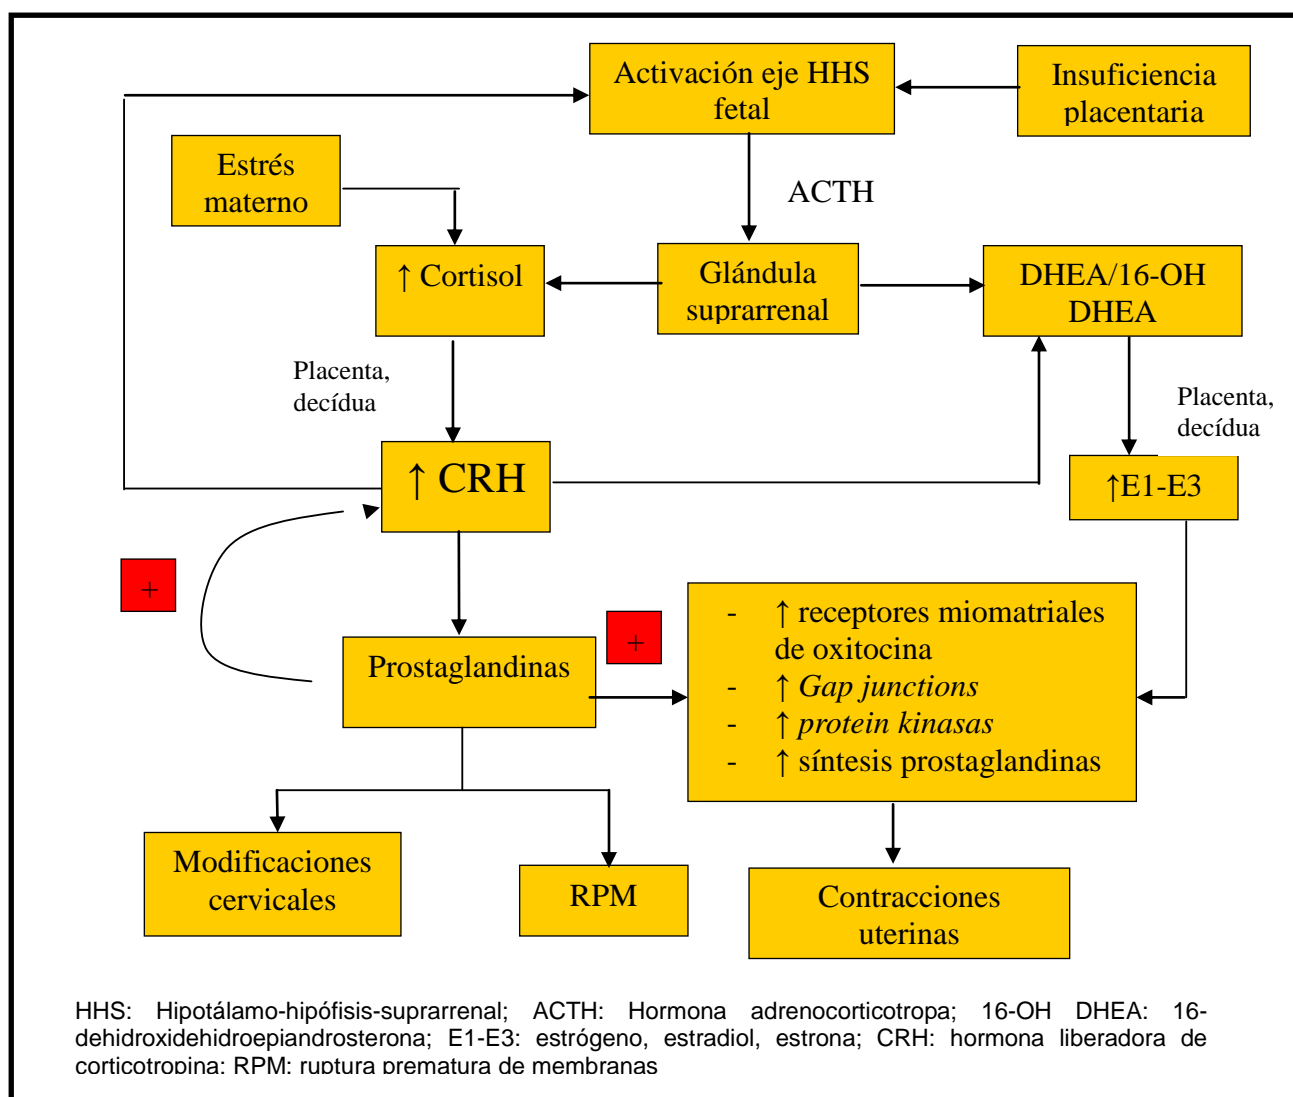 Activación eje HHS
fetal
Insuficiencia
placentaria
Estrés
materno
ACTH
↑ Cortisol
Glándula
suprarrenal
DHEA/16-OH
DHEA
Placenta,
decídua
Placenta,
decídua
↑ CRH
↑E1-E3
+
+
Prostaglandinas
- ↑ receptores miomatriales
de oxitocina
- ↑ Gap junctions
- ↑ protein kinasas
- ↑ síntesis prostaglandinas
Modificaciones
cervicales
RPM
Contracciones
uterinas
HHS: Hipotálamo-hipófisis-suprarrenal; ACTH: Hormona adrenocorticotropa; 16-OH DHEA: 16-
dehidroxidehidroepiandrosterona; E1-E3: estrógeno, estradiol, estrona; CRH: hormona liberadora de
corticotropina; RPM: ruptura prematura de membranas